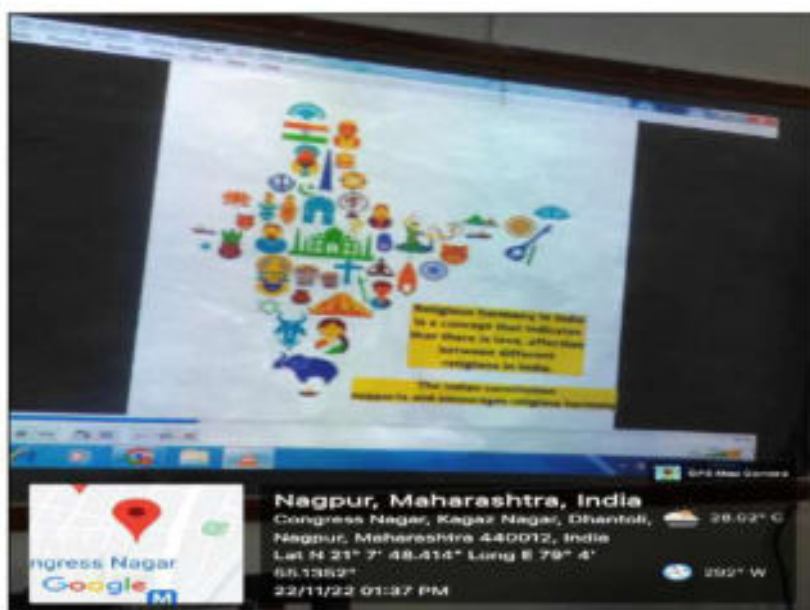 Religious harmony in India
is a concept that indicates
that there is love, affection
between different
religions in India.
The Indian constitution
supports and encourages religious harmony
GPS Map Camera
Nagpur, Maharashtra, India
Congress Nagar, Kagaz Nagar, Dhantoli,
Nagpur, Maharashtra 440012, India
Lat N 21° 7' 48.414" Long E 79° 4'
55.1352"
22/11/22 01:37 PM
28.02° C
292° W
ngress Nagar
Google
M